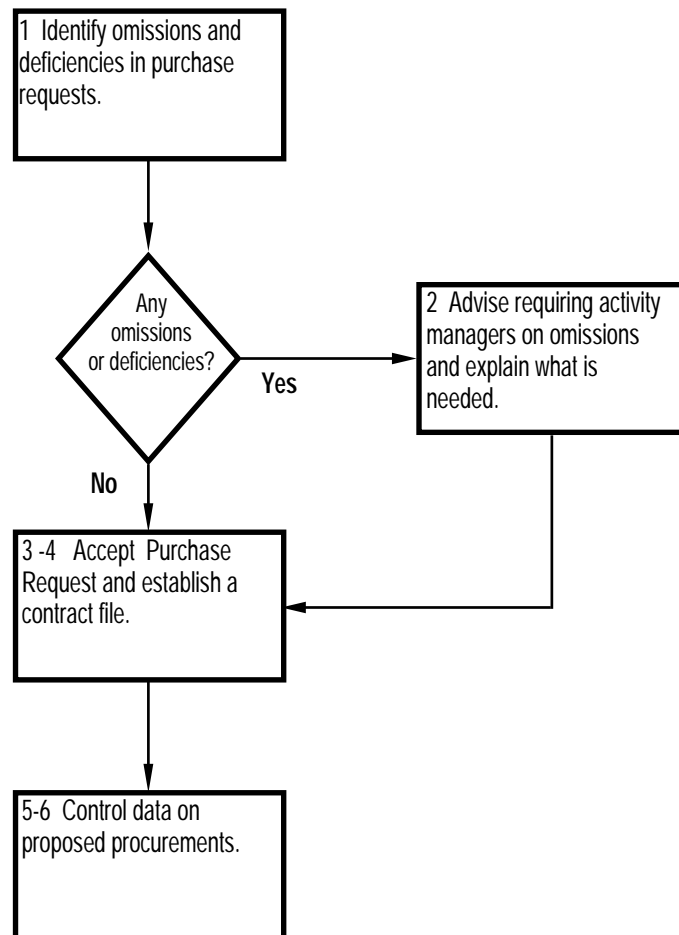 1 Identify omissions and
deficiencies in purchase
requests.
Any
omissions
or deficiencies?
Yes
2 Advise requiring activity
managers on omissions
and explain what is
needed.
No
3 -4 Accept Purchase
Request and establish a
contract file.
5-6 Control data on
proposed procurements.